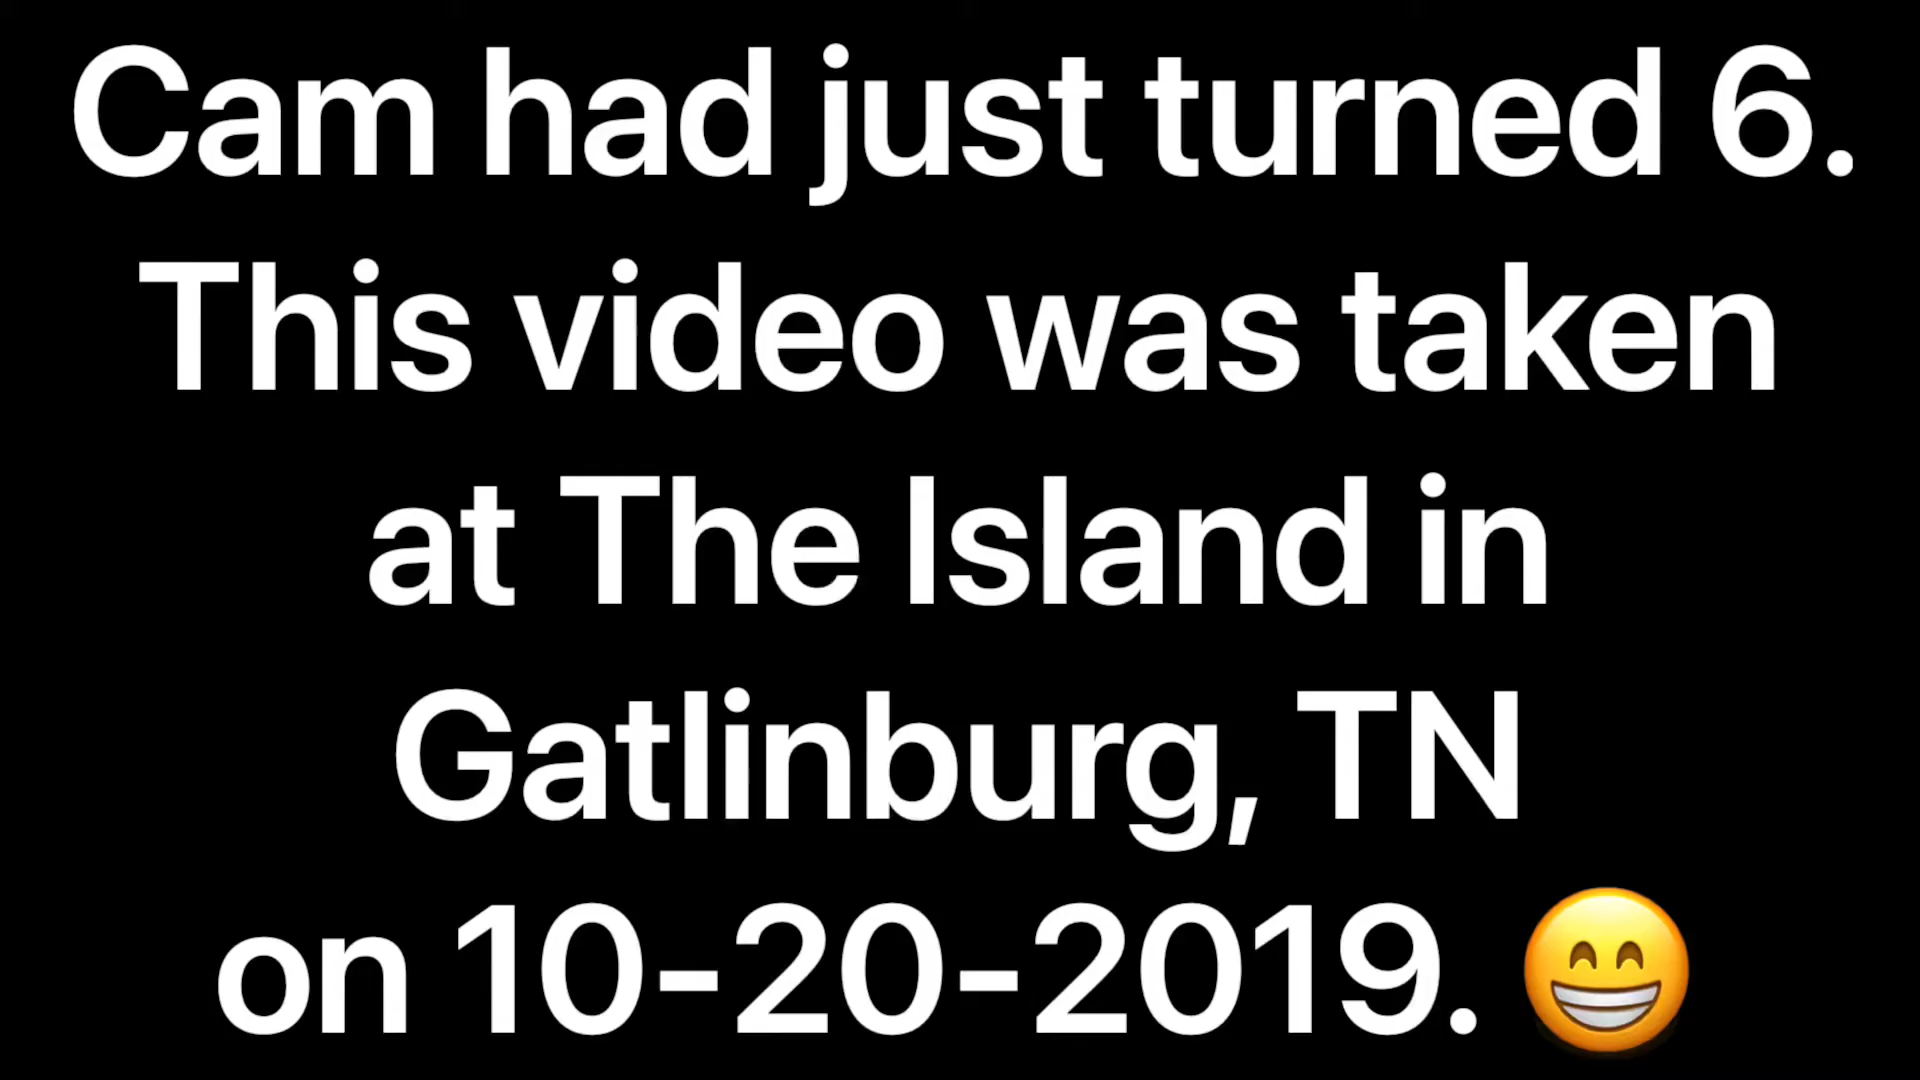 Cam had just turned 6.
This video was taken
at The Island in
Gatlinburg, TN
on 10-20-2019. 😁